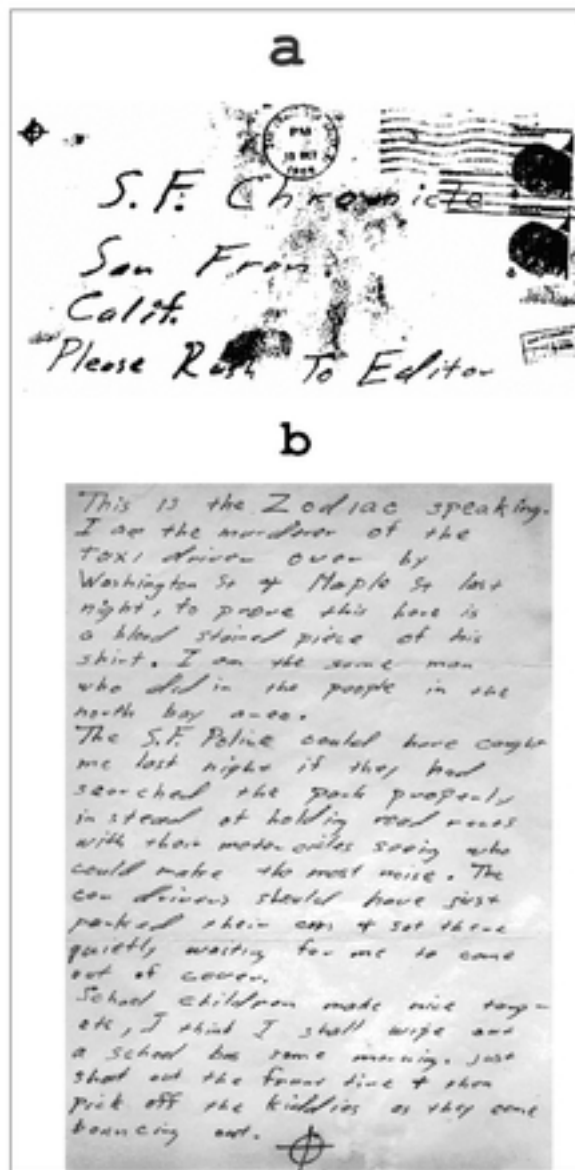 a
PM
OCT
1969
S.F. Chronicle
San Fran.
Calif.
Please Rush To Editor
b
This is the Zodiac speaking.
I am the murderer of the
taxi driver over by
Washington St & Maple St last
night, to prove this here is
a blood stained piece of his
shirt. I am the same man
who did in the people in the
north bay area.
The S.F. Police could have caught
me last night if they had
searched the park properly
instead of holding road races
with their motorcicles seeing who
could make the most noise. The
car drivers should have just
parked their cars & sat there
quietly waiting for me to come
out of cover.
School children make nice targ-
ets, I think I shall wipe out
a school bus some morning. Just
shoot out the front tire & then
pick off the kiddies as they come
bouncing out.